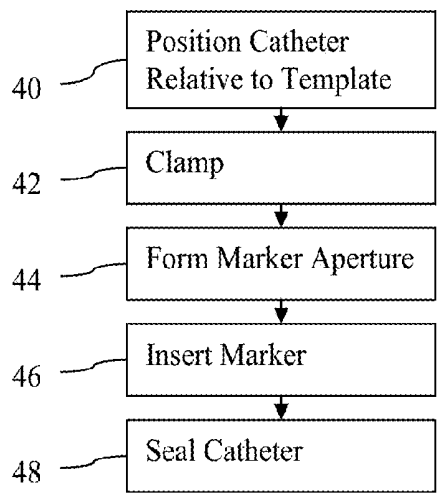 Position Catheter
Relative to Template
40
Clamp
42
Form Marker Aperture
44
Insert Marker
46
Seal Catheter
48